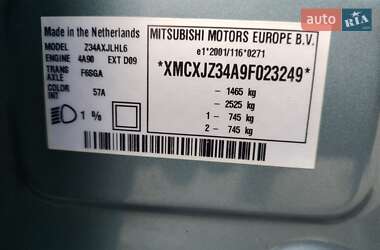 AUTO RIA
Made in the Netherlands
MODEL Z34AXJLHL6
ENGINE 4A90 EXT D09
TRANS AXLE F6SGA
COLOR INT 57A
1 %
MITSUBISHI MOTORS EUROPE B.V.
e1*2001/116*0271
*XMCXJZ34A9F023249*
- 1465 kg
- 2525 kg
1 - 745 kg
2 - 745 kg